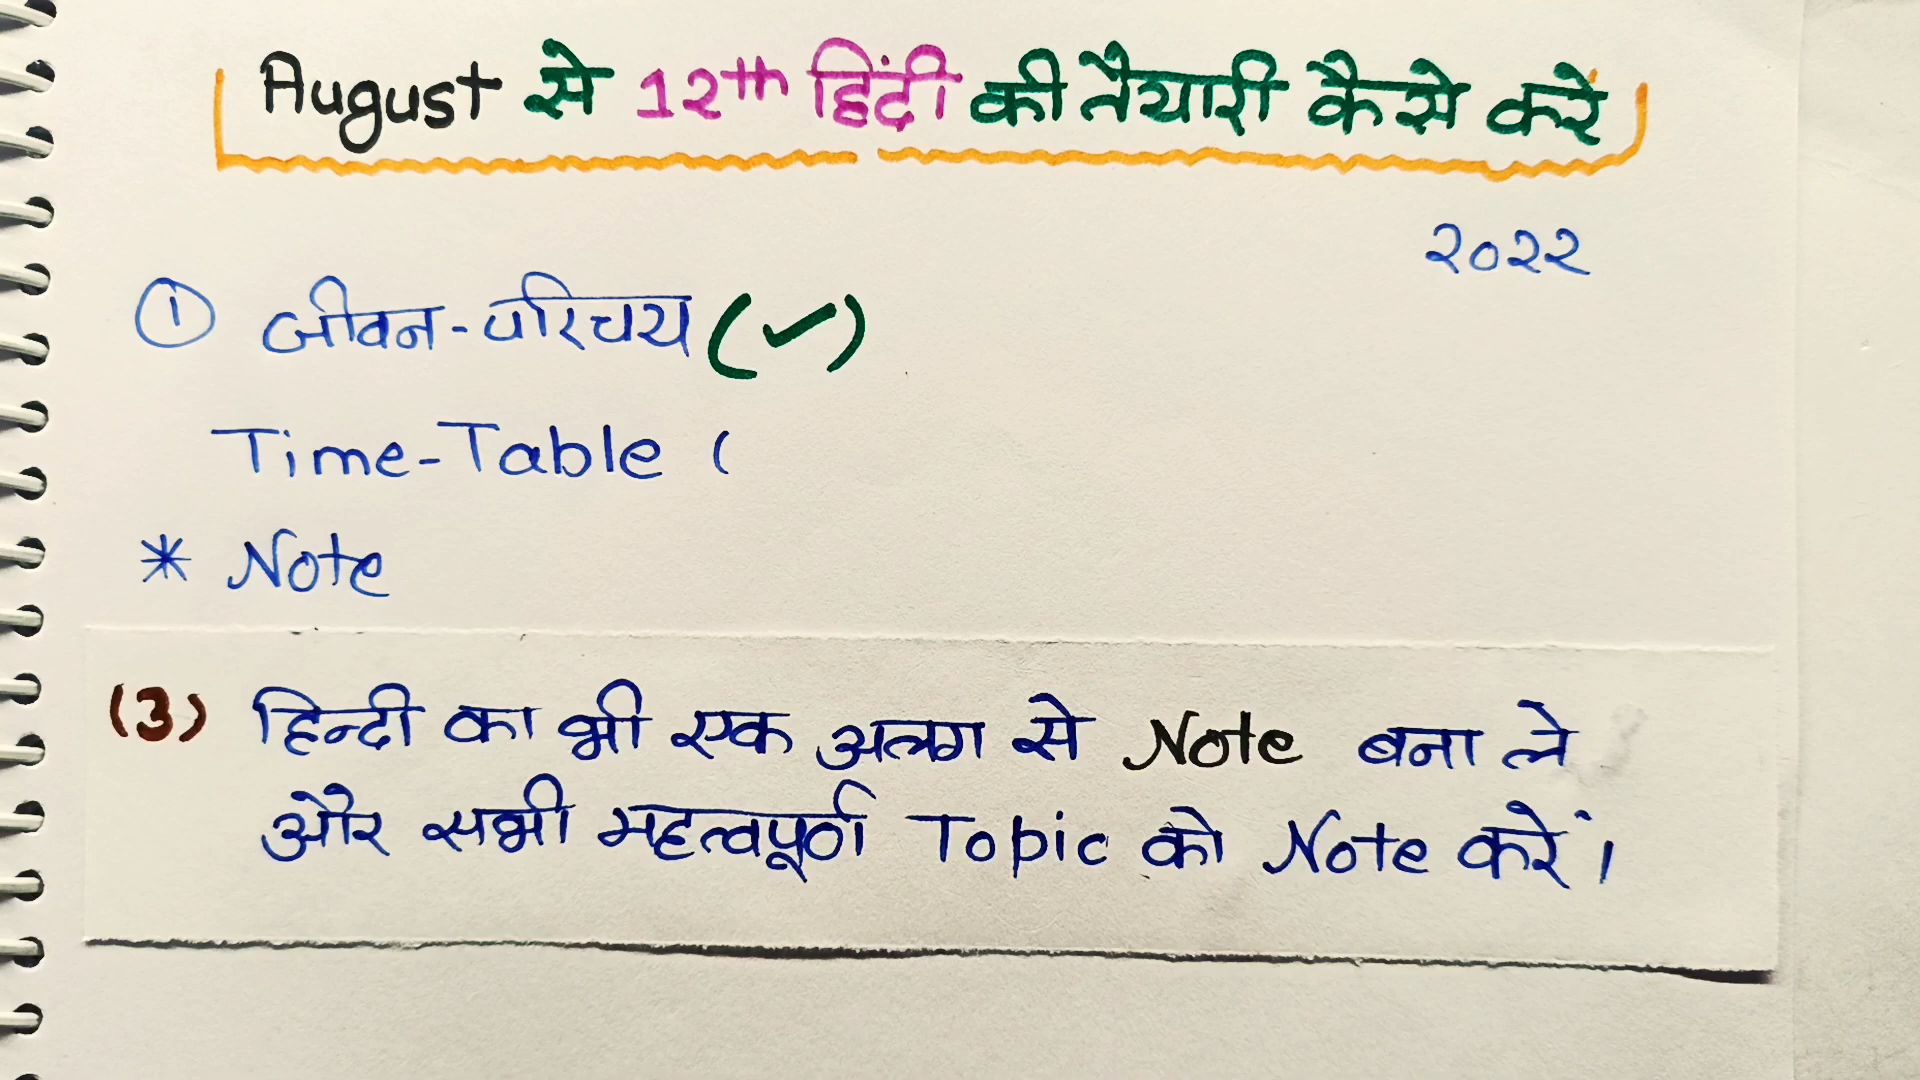 August से 12th हिंदी की तैयारी कैसे करें
२०२२
① जीवन-परिचय (✓)
Time-Table (
* Note
(3) हिन्दी का भी एक अलग से Note बना ले
और सभी महत्वपूर्ण Topic को Note करें।